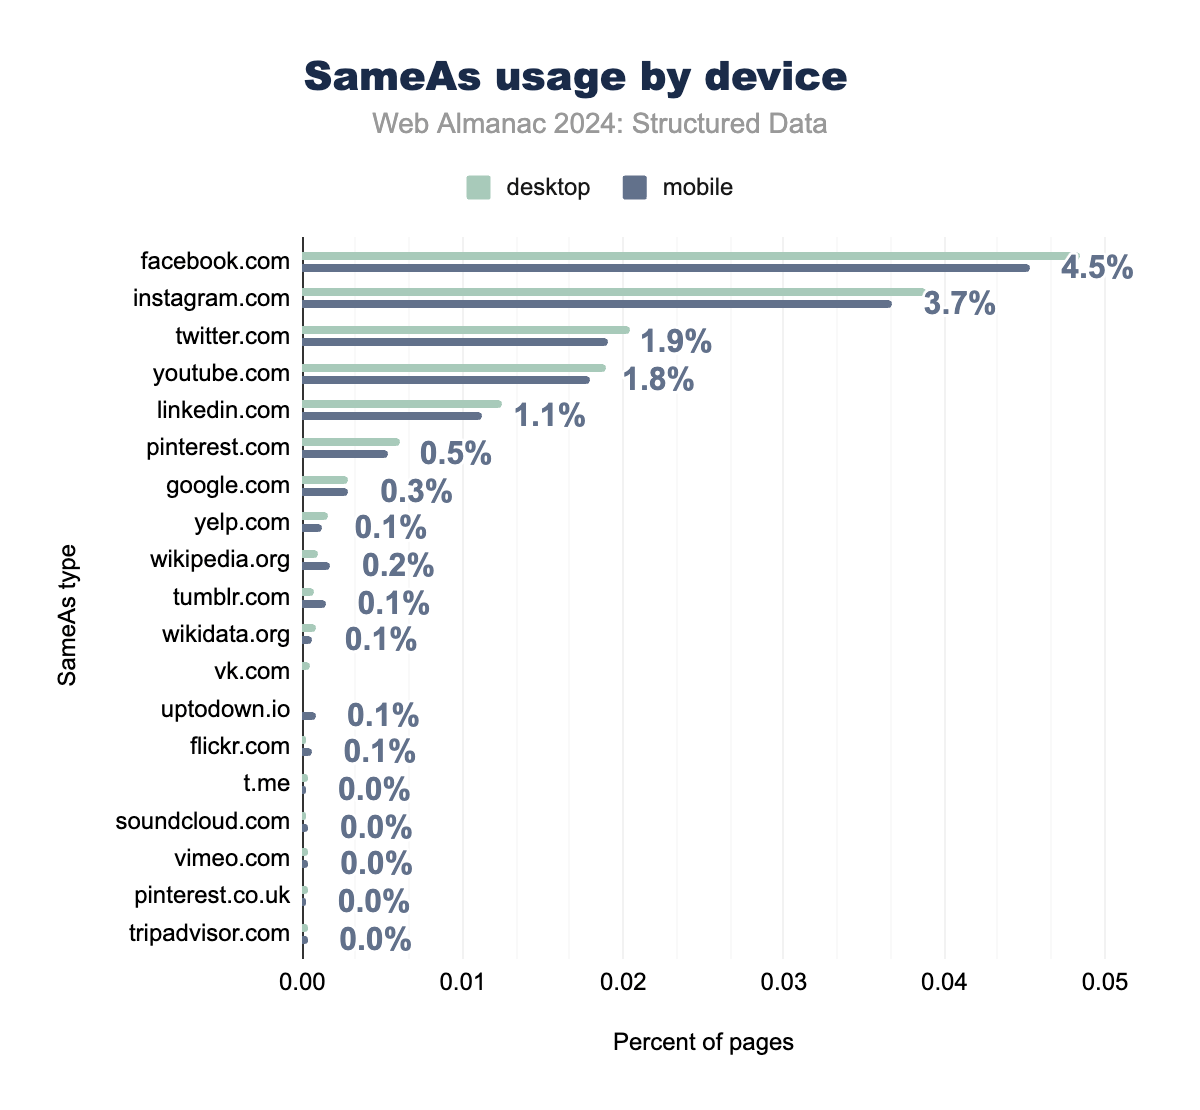 SameAs usage by device
Web Almanac 2024: Structured Data
desktop
mobile
SameAs type
facebook.com 4.5%
instagram.com 3.7%
twitter.com 1.9%
youtube.com 1.8%
linkedin.com 1.1%
pinterest.com 0.5%
google.com 0.3%
yelp.com 0.1%
wikipedia.org 0.2%
tumblr.com 0.1%
wikidata.org 0.1%
vk.com
uptodown.io 0.1%
flickr.com 0.1%
t.me 0.0%
soundcloud.com 0.0%
vimeo.com 0.0%
pinterest.co.uk 0.0%
tripadvisor.com 0.0%
0.00 0.01 0.02 0.03 0.04 0.05
Percent of pages